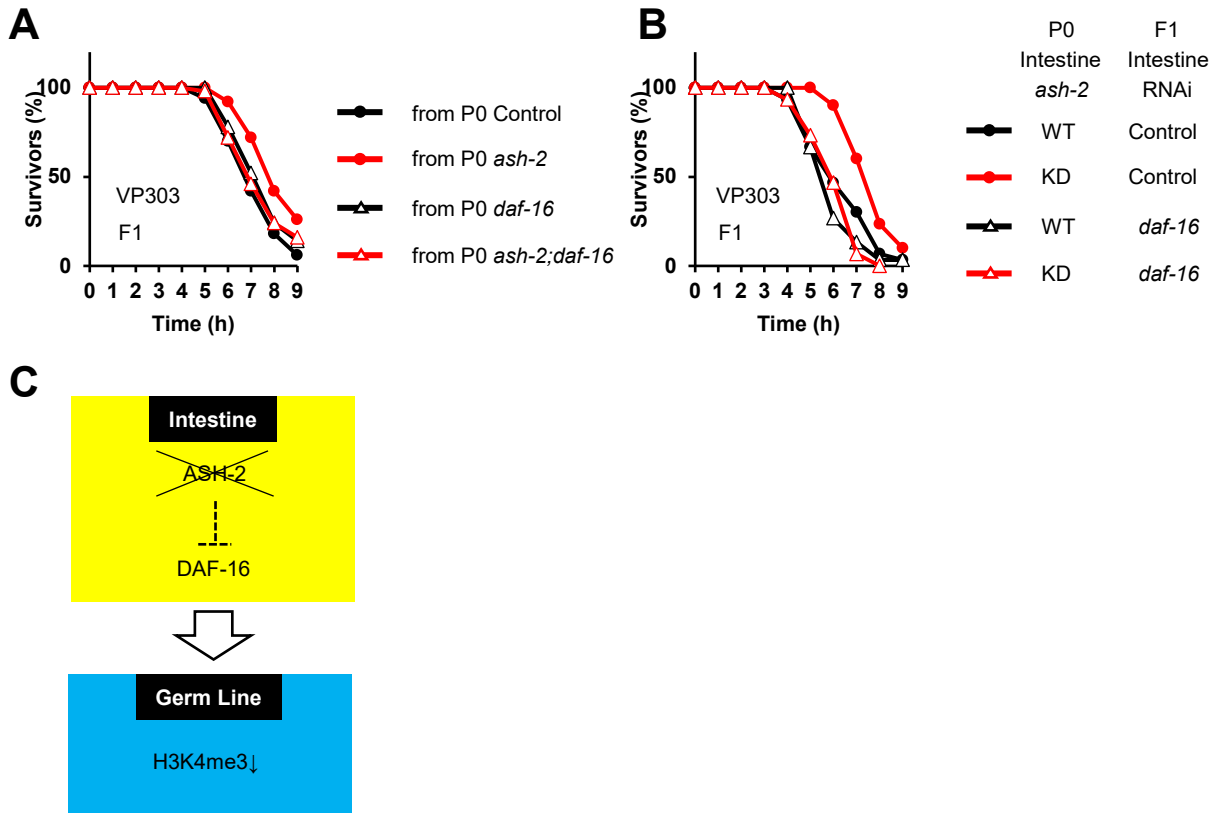 A
Survivors (%)
100
50
0
VP303
F1
0 1 2 3 4 5 6 7 8 9
Time (h)
from P0 Control
from P0 ash-2
from P0 daf-16
from P0 ash-2;daf-16
B
Survivors (%)
100
50
0
VP303
F1
0 1 2 3 4 5 6 7 8 9
Time (h)
P0 F1
Intestine Intestine
ash-2 RNAi
WT Control
KD Control
WT daf-16
KD daf-16
C
Intestine
ASH-2
DAF-16
Germ Line
H3K4me3↓